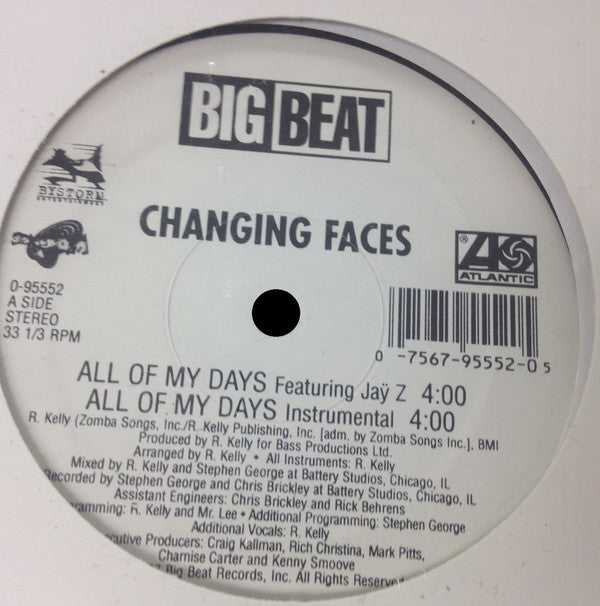 BIG BEAT
BYSTORM
ENTERTAINMENT
CHANGING FACES
ATLANTIC
0-95552
A SIDE
STEREO
33 1/3 RPM
0 -7567-95552-0 5
ALL OF MY DAYS Featuring Jaÿ Z 4:00
ALL OF MY DAYS Instrumental 4:00
R. Kelly (Zomba Songs, Inc./R. Kelly Publishing, Inc. [adm. by Zomba Songs Inc.], BMI
Produced by R. Kelly for Bass Productions Ltd.
Arranged by R. Kelly • All Instruments: R. Kelly
Mixed by R. Kelly and Stephen George at Battery Studios, Chicago, IL
Recorded by Stephen George and Chris Brickley at Battery Studios, Chicago, IL
Assistant Engineers: Chris Brickley and Rick Behrens
ramming: R. Kelly and Mr. Lee • Additional Programming: Stephen George
Additional Vocals: R. Kelly
cutive Producers: Craig Kallman, Rich Christina, Mark Pitts,
Charnise Carter and Kenny Smoove
Big Beat Records, Inc. All Rights Reserved